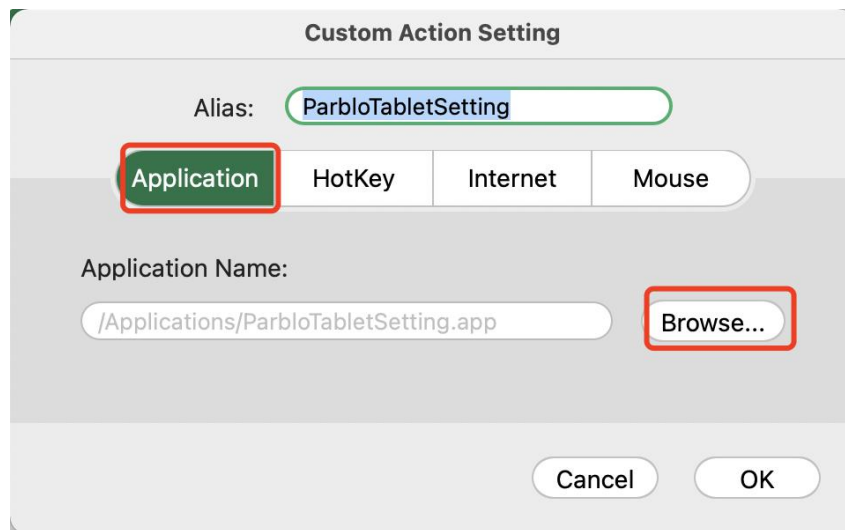 Custom Action Setting
Alias: ParbloTabletSetting
Application HotKey Internet Mouse
Application Name:
/Applications/ParbloTabletSetting.app Browse...
Cancel OK